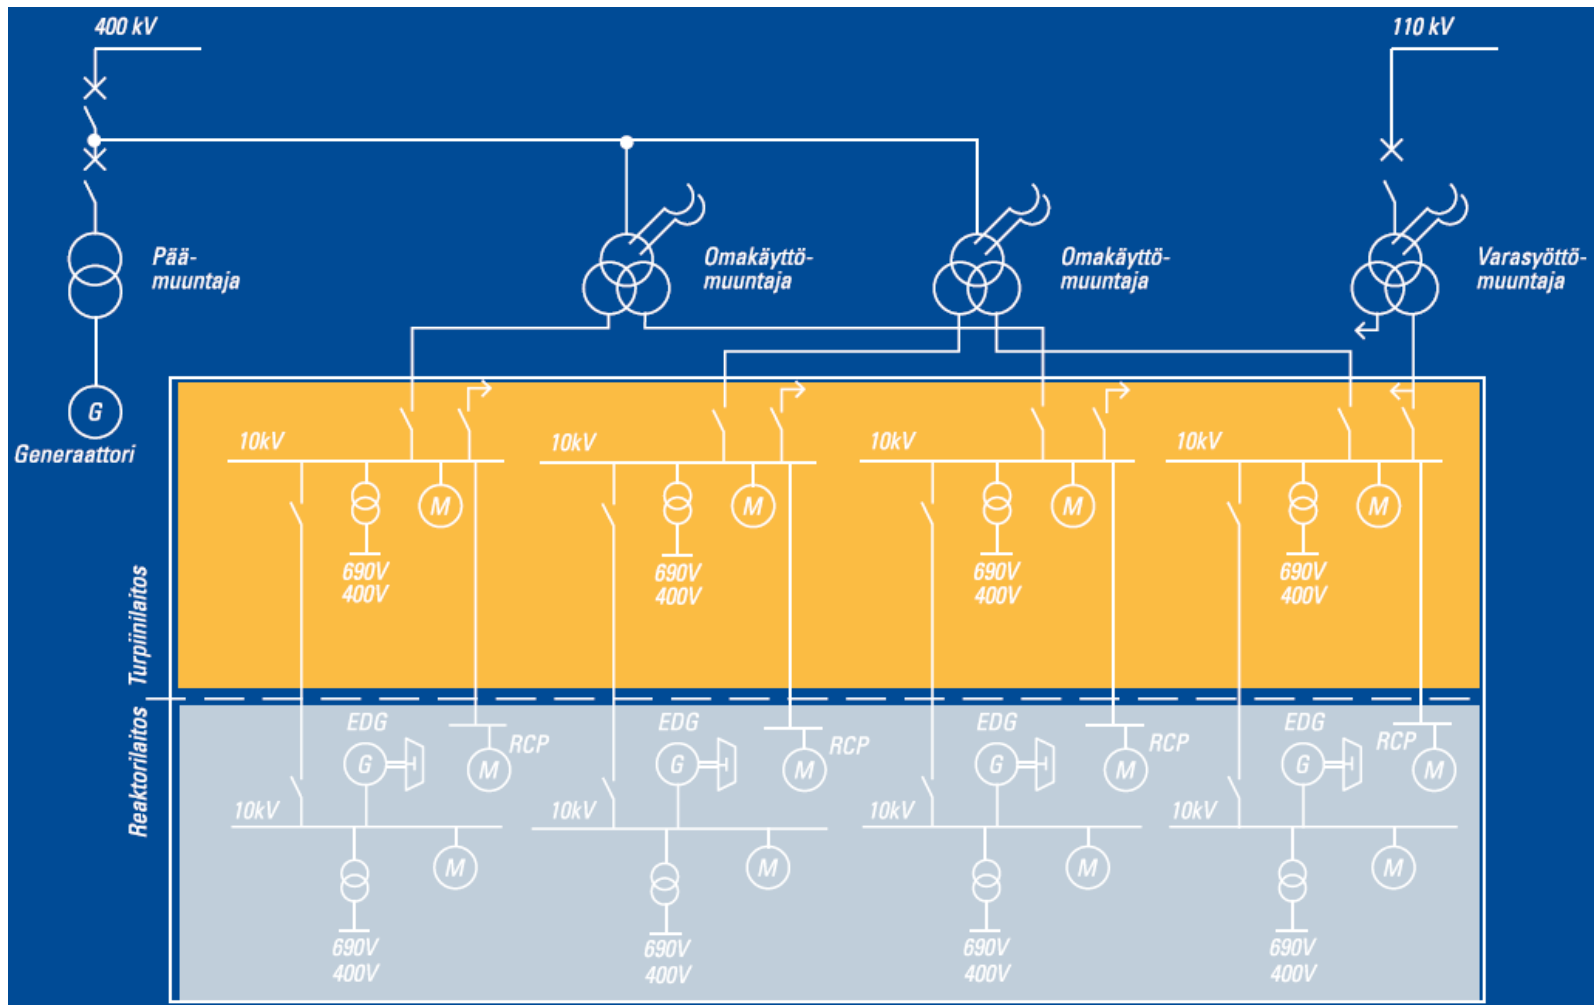 400 kV
110 kV
Pää-
muuntaja
Omakäyttö-
muuntaja
Omakäyttö-
muuntaja
Varasyöttö-
muuntaja
G
Generaattori
10kV
10kV
10kV
10kV
M
M
M
M
690V
400V
690V
400V
690V
400V
690V
400V
Turpiinilaitos
Reaktorilaitos
EDG
G
RCP
M
EDG
G
RCP
M
EDG
G
RCP
M
EDG
G
RCP
M
10kV
10kV
10kV
10kV
M
M
M
M
690V
400V
690V
400V
690V
400V
690V
400V